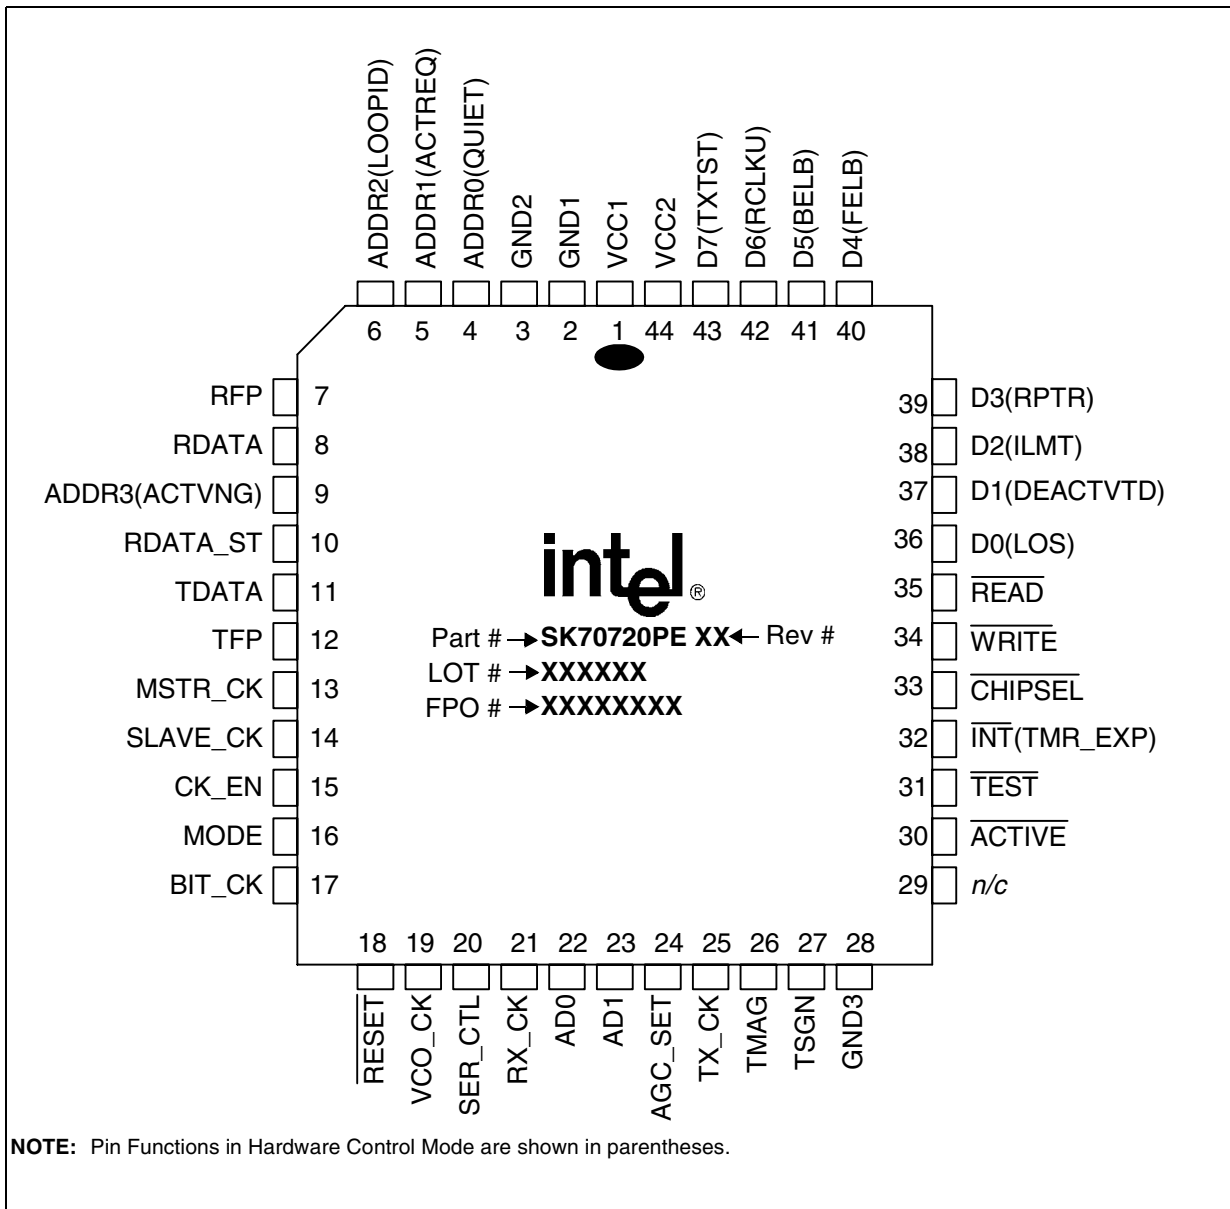 ADDR2(LOOPID)
ADDR1(ACTREQ)
ADDR0(QUIET)
GND2
GND1
VCC1
VCC2
D7(TXTST)
D6(RCLKU)
D5(BELB)
D4(FELB)
6 5 4 3 2 1 44 43 42 41 40
RFP 7
RDATA 8
ADDR3(ACTVNG) 9
RDATA_ST 10
TDATA 11
TFP 12
MSTR_CK 13
SLAVE_CK 14
CK_EN 15
MODE 16
BIT_CK 17
39 D3(RPTR)
38 D2(ILMT)
37 D1(DEACTVTD)
36 D0(LOS)
35 READ
34 WRITE
33 CHIPSEL
32 INT(TMR_EXP)
31 TEST
30 ACTIVE
29 n/c
intel®
Part # SK70720PE XX Rev #
LOT # XXXXXX
FPO # XXXXXXXX
18 19 20 21 22 23 24 25 26 27 28
RESET
VCO_CK
SER_CTL
RX_CK
AD0
AD1
AGC_SET
TX_CK
TMAG
TSGN
GND3
NOTE: Pin Functions in Hardware Control Mode are shown in parentheses.